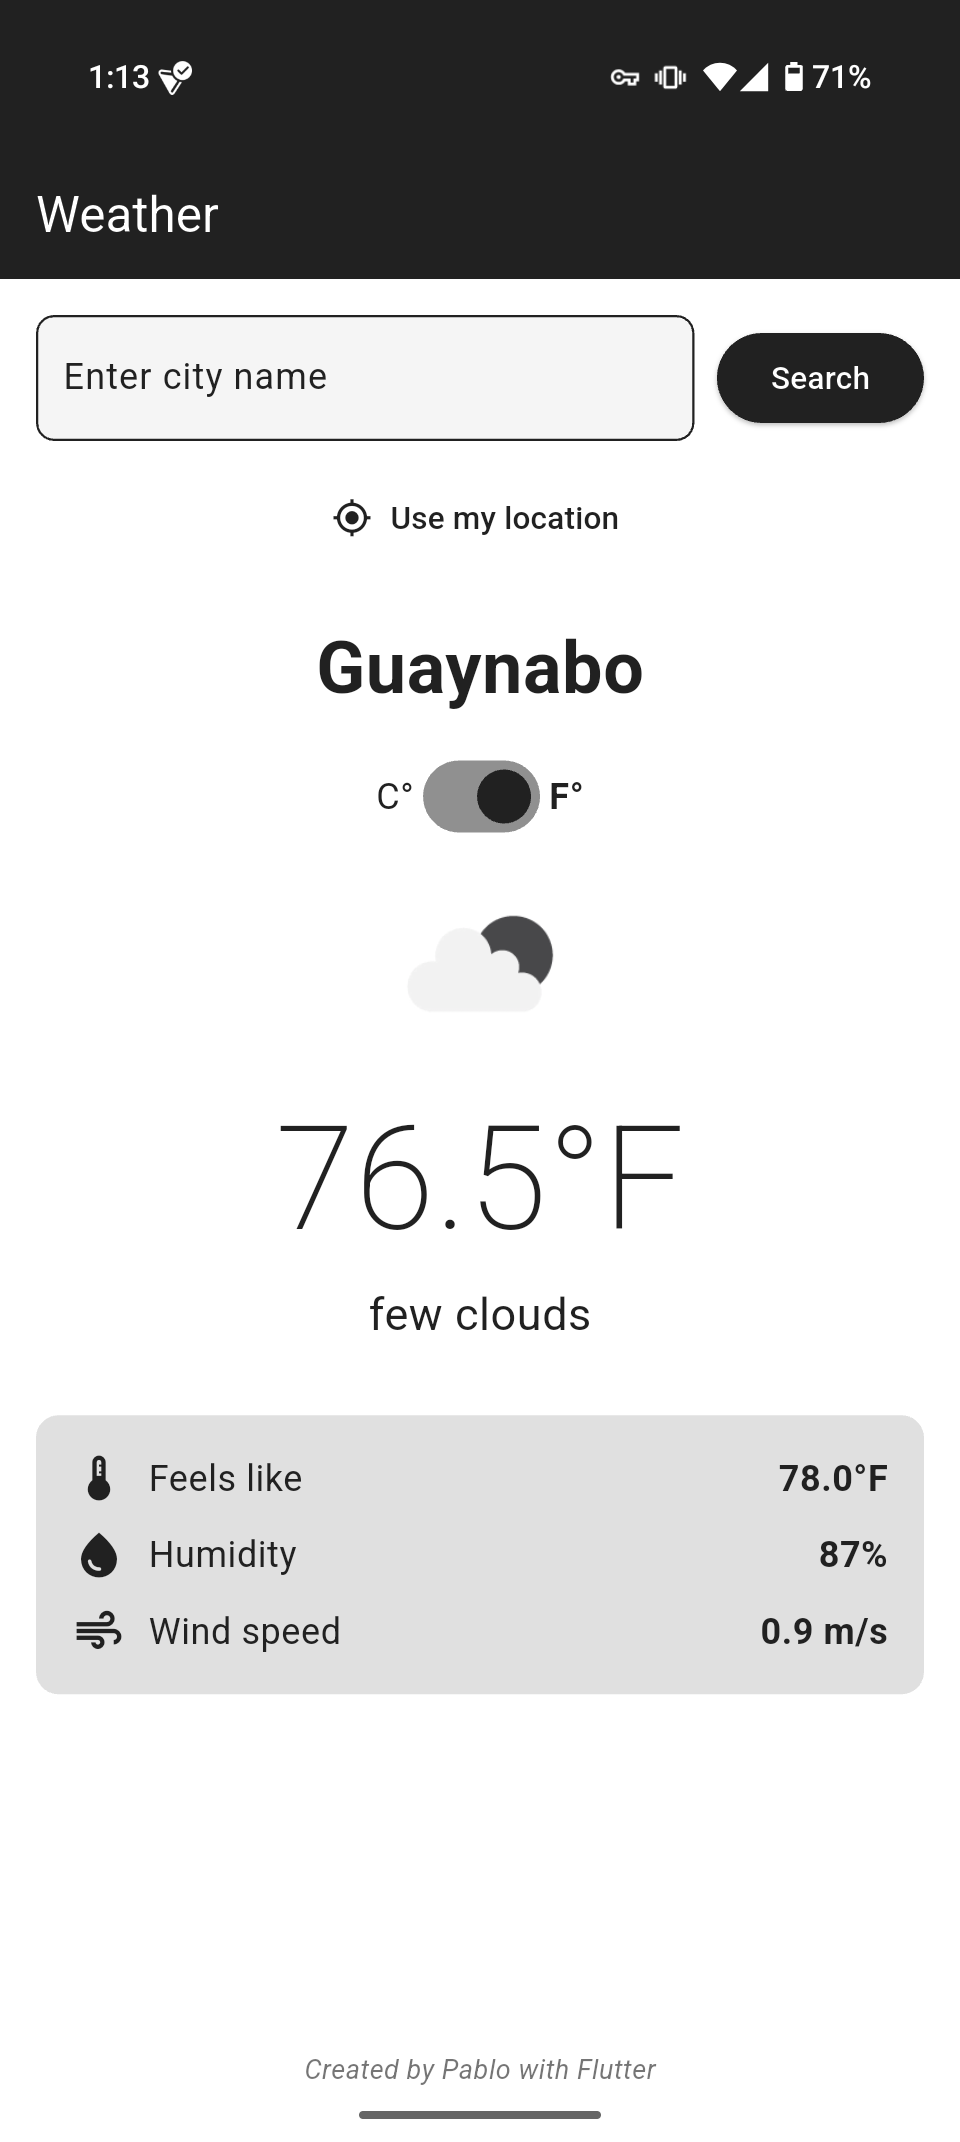 1:13 71%
Weather
Enter city name Search
Use my location
Guaynabo
C° F°
76.5°F
few clouds
Feels like 78.0°F
Humidity 87%
Wind speed 0.9 m/s
Created by Pablo with Flutter